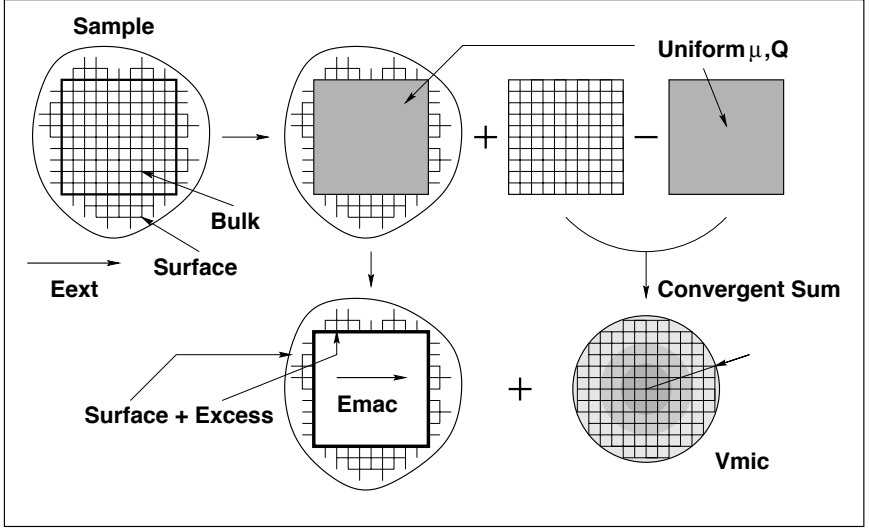 Sample
Uniform μ,Q
+
−
Bulk
Surface
Eext
Convergent Sum
Emac
+
Surface + Excess
Vmic